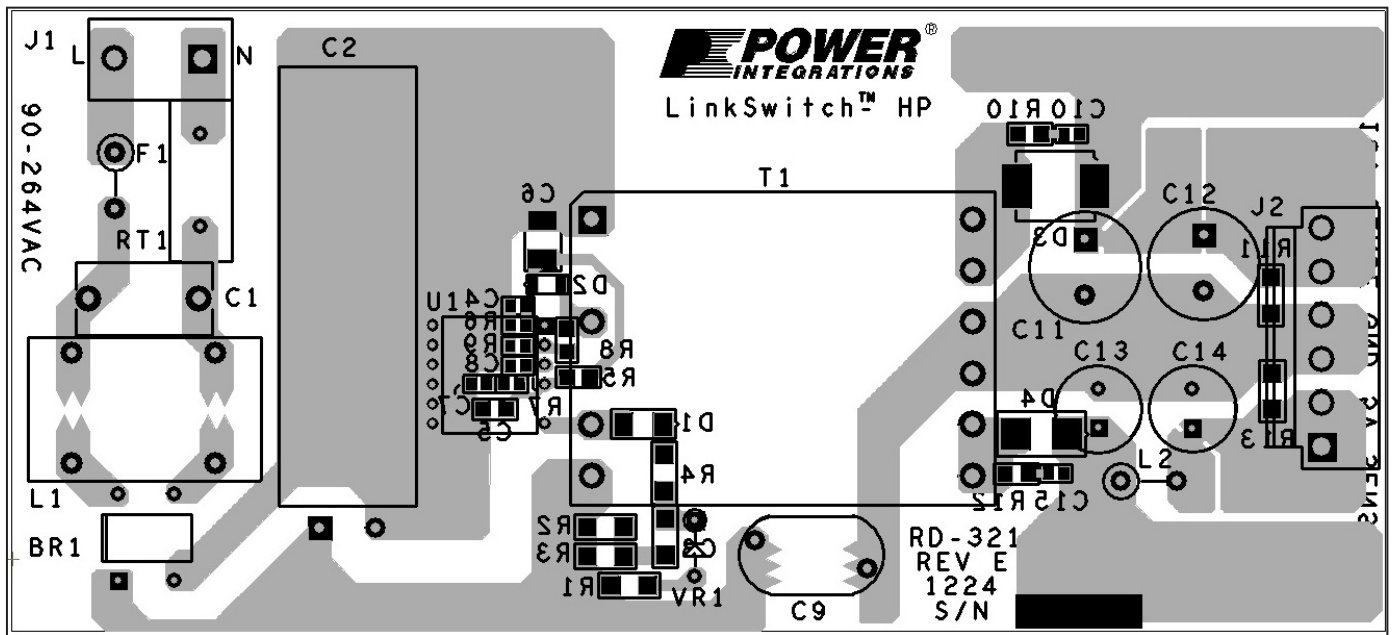 J1
L
N
C2
POWER®
INTEGRATIONS
LinkSwitch™ HP
R10
C10
90-264VAC
F1
T1
C6
C12
J2
RT1
D3
R11
C1
U1
D2
C4
R6
R9
C8
R8
R5
C11
GND
C13
C14
C7
R7
C5
D1
D4
R13
R4
L2
L1
R12
C15
BR1
R2
R3
C3
R1
VR1
C9
RD-321
REV E
1224
S/N